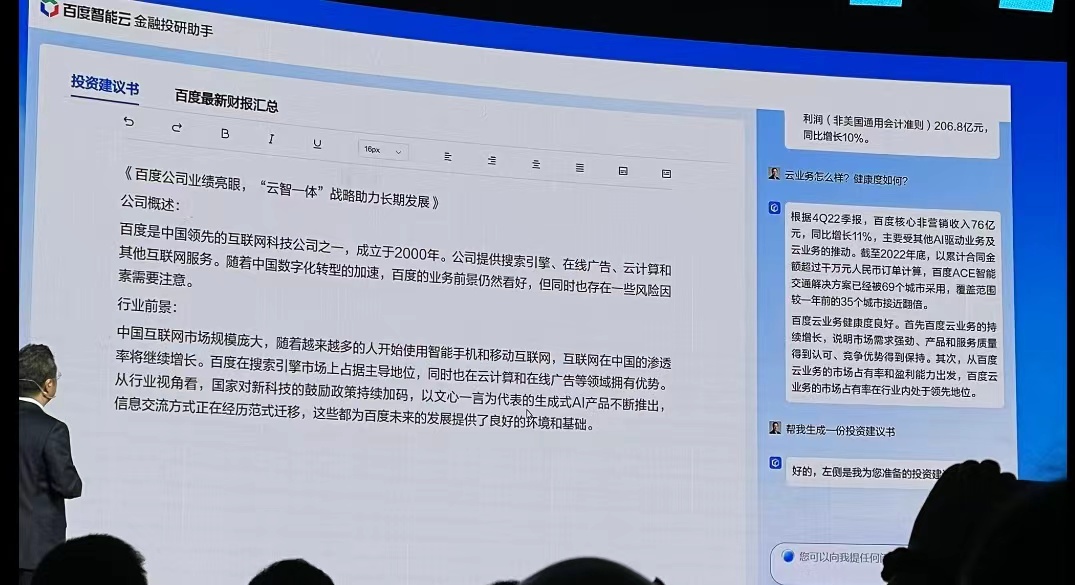 百度智能云 金融投研助手
投资建议书
百度最新财报汇总
B
I
U
16px
《百度公司业绩亮眼，“云智一体”战略助力长期发展》
公司概述：
百度是中国领先的互联网科技公司之一，成立于2000年。公司提供搜索引擎、在线广告、云计算和
其他互联网服务。随着中国数字化转型的加速，百度的业务前景仍然看好，但同时也存在一些风险因
素需要注意。
行业前景：
中国互联网市场规模庞大，随着越来越多的人开始使用智能手机和移动互联网，互联网在中国的渗透
率将继续增长。百度在搜索引擎市场上占据主导地位，同时也在云计算和在线广告等领域拥有优势。
从行业视角看，国家对新科技的鼓励政策持续加码，以文心一言为代表的生成式AI产品不断推出，
信息交流方式正在经历范式迁移，这些都为百度未来的发展提供了良好的环境和基础。
利润（非美国通用会计准则）206.8亿元，
同比增长10%。
云业务怎么样？健康度如何？
根据4Q22季报，百度核心非营销收入76亿
元，同比增长11%，主要受其他AI驱动业务及
云业务的推动。截至2022年底，以累计合同金
额超过千万元人民币订单计算，百度ACE智能
交通解决方案已经被69个城市采用，覆盖范围
较一年前的35个城市接近翻倍。
百度云业务健康度良好。首先百度云业务的持
续增长，说明市场需求强劲、产品和服务质量
得到认可、竞争优势得到保持。其次，从百度
云业务的市场占有率和盈利能力出发，百度云
业务的市场占有率在行业内处于领先地位。
帮我生成一份投资建议书
好的，左侧是我为您准备的投资建
您可以向我提任何问